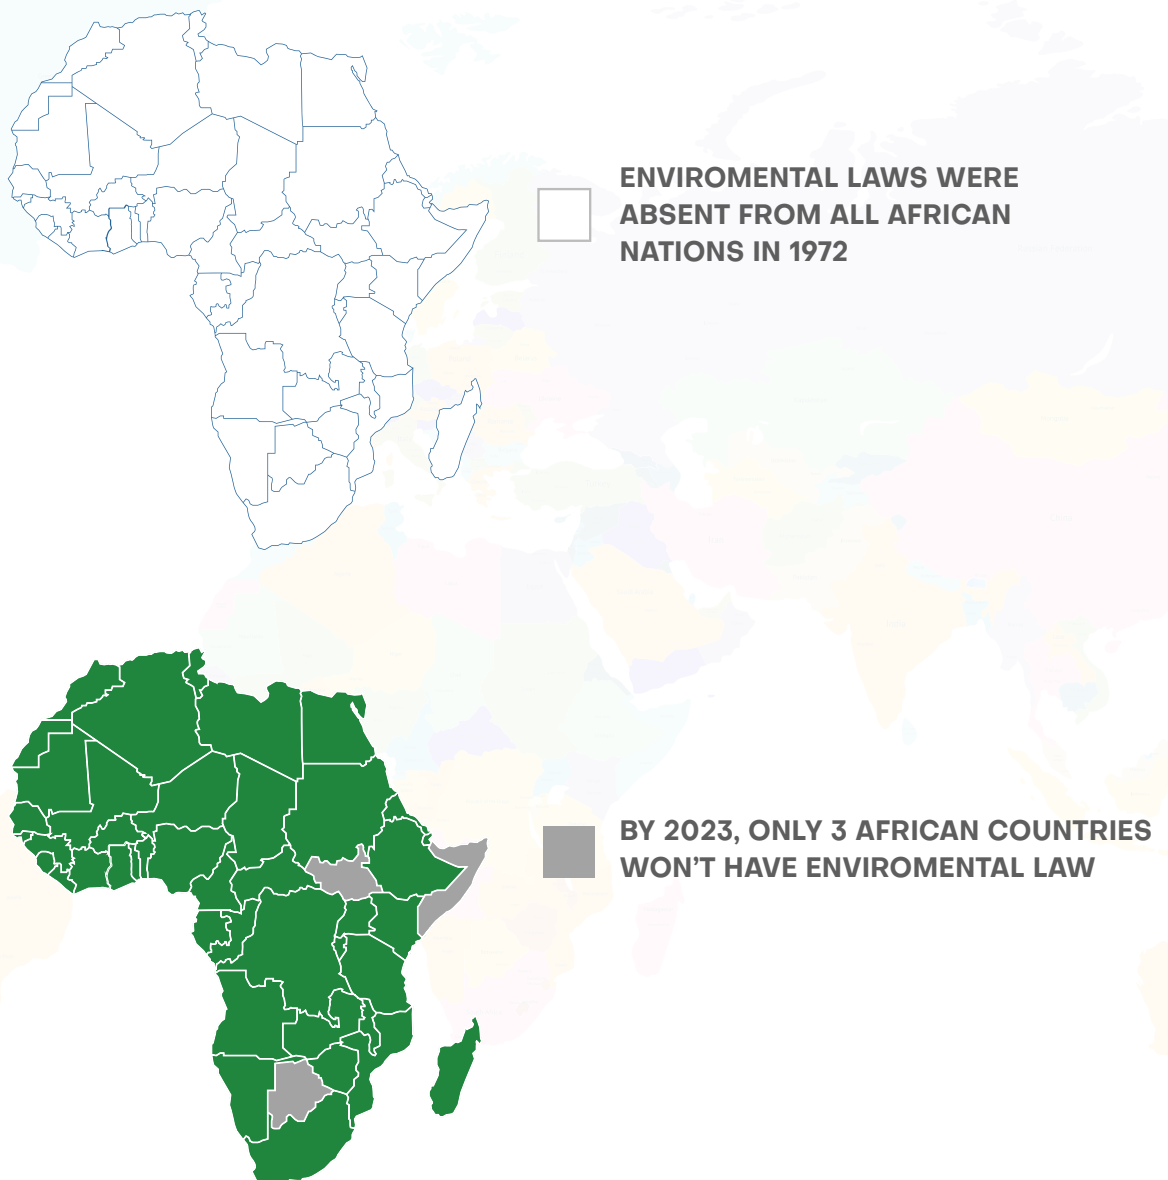 ENVIROMENTAL LAWS WERE
ABSENT FROM ALL AFRICAN
NATIONS IN 1972
BY 2023, ONLY 3 AFRICAN COUNTRIES
WON'T HAVE ENVIROMENTAL LAW